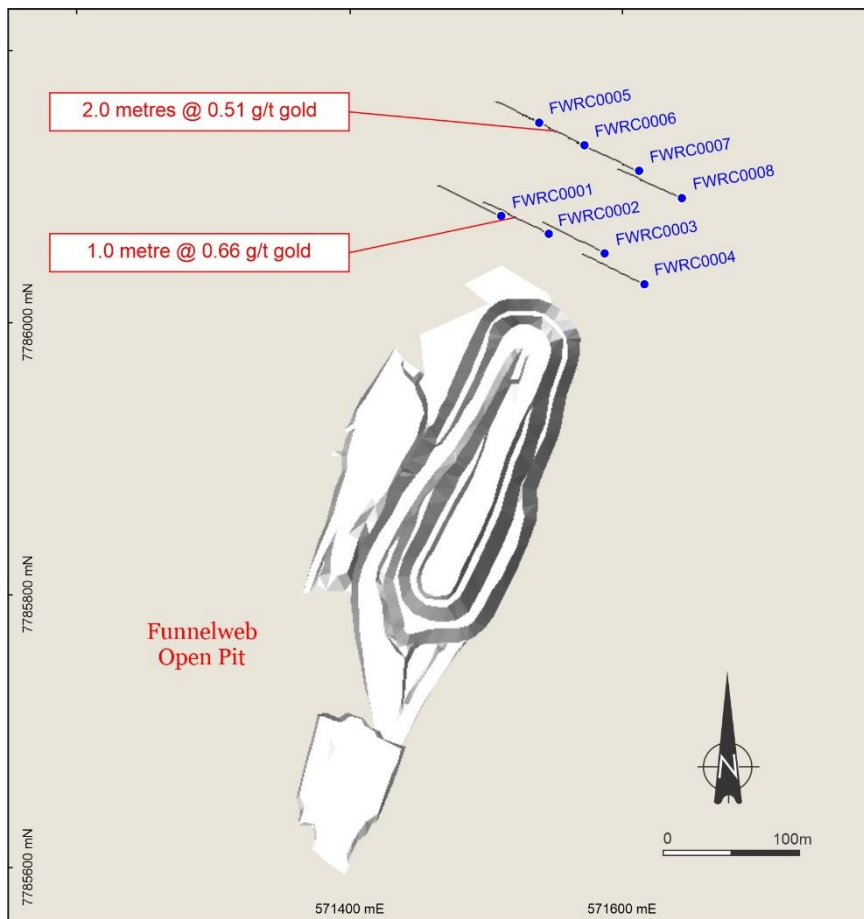 FWRC0005
2.0 metres @ 0.51 g/t gold
FWRC0006
FWRC0007
FWRC0008
FWRC0001
FWRC0002
1.0 metre @ 0.66 g/t gold
FWRC0003
FWRC0004
7786000 mN
7785800 mN
Funnelweb
Open Pit
N
0 100m
7785600 mN
571400 mE 571600 mE